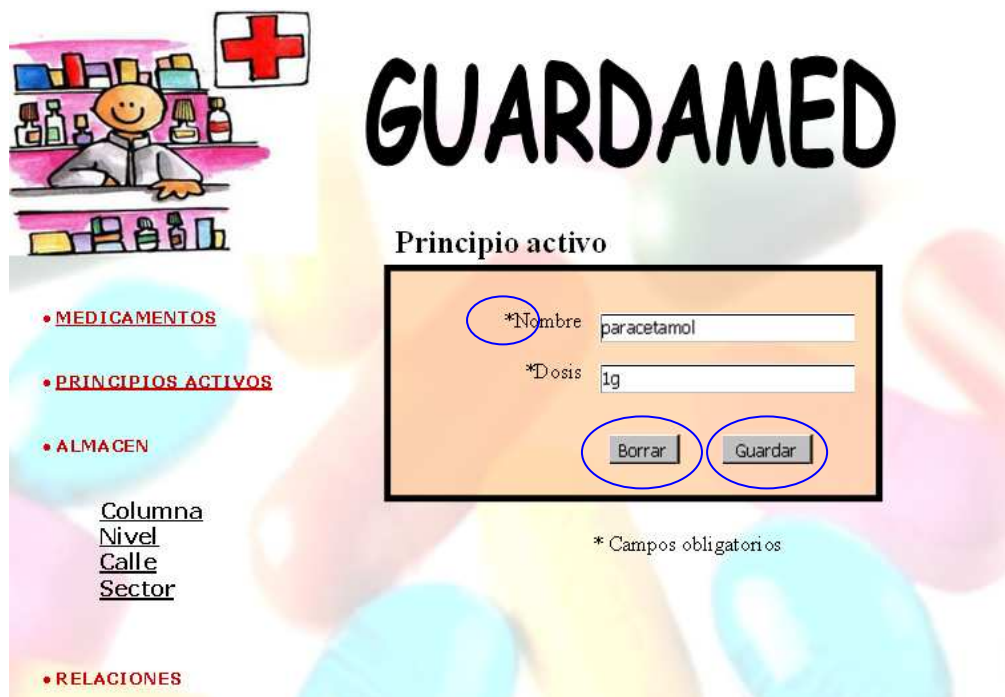 GUARDAMED
Principio activo
*Nombre paracetamol
*Dosis 1g
Borrar Guardar
* Campos obligatorios
• MEDICAMENTOS
• PRINCIPIOS ACTIVOS
• ALMACEN
Columna
Nivel
Calle
Sector
• RELACIONES